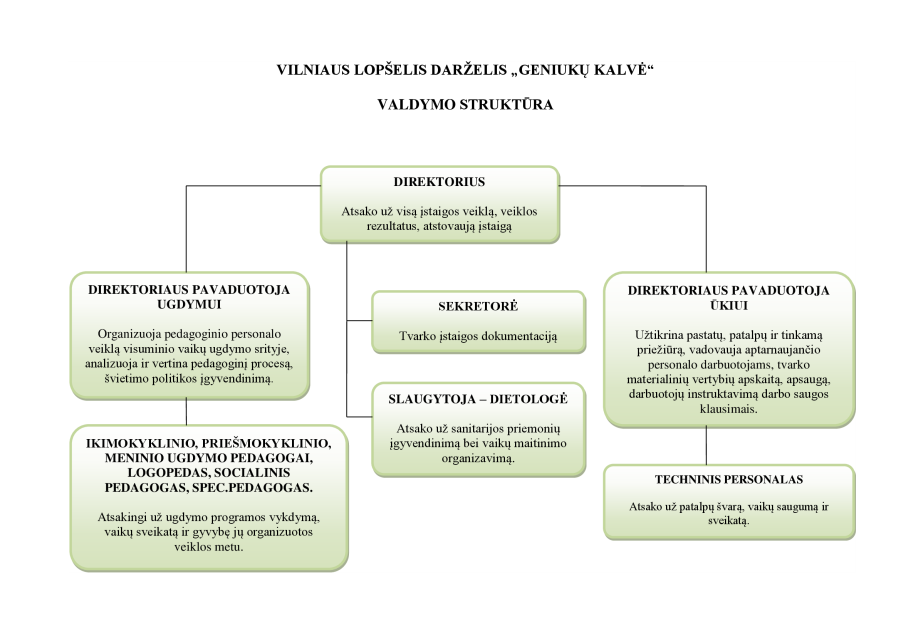 VILNIAUS LOPŠELIS DARŽELIS „GENIUKŲ KALVĖ“
VALDYMO STRUKTŪRA
DIREKTORIUS
Atsako už visą įstaigos veiklą, veiklos
rezultatus, atstovaują įstaigą
DIREKTORIAUS PAVADUOTOJA
UGDYMUI
Organizuoja pedagoginio personalo
veiklą visuminio vaikų ugdymo srityje,
analizuoja ir vertina pedagoginį procesą,
švietimo politikos įgyvendinimą.
SEKRETORĖ
Tvarko įstaigos dokumentaciją
DIREKTORIAUS PAVADUOTOJA
ŪKIUI
Užtikrina pastatų, patalpų ir tinkamą
priežiūrą, vadovauja aptarnaujančio
personalo darbuotojams, tvarko
materialinių vertybių apskaitą, apsaugą,
darbuotojų instruktavimą darbo saugos
klausimais.
SLAUGYTOJA – DIETOLOGĖ
Atsako už sanitarijos priemonių
įgyvendinimą bei vaikų maitinimo
organizavimą.
IKIMOKYKLINIO, PRIEŠMOKYKLINIO,
MENINIO UGDYMO PEDAGOGAI,
LOGOPEDAS, SOCIALINIS
PEDAGOGAS, SPEC.PEDAGOGAS.
Atsakingi už ugdymo programos vykdymą,
vaikų sveikatą ir gyvybę jų organizuotos
veiklos metu.
TECHNINIS PERSONALAS
Atsako už patalpų švarą, vaikų saugumą ir
sveikatą.